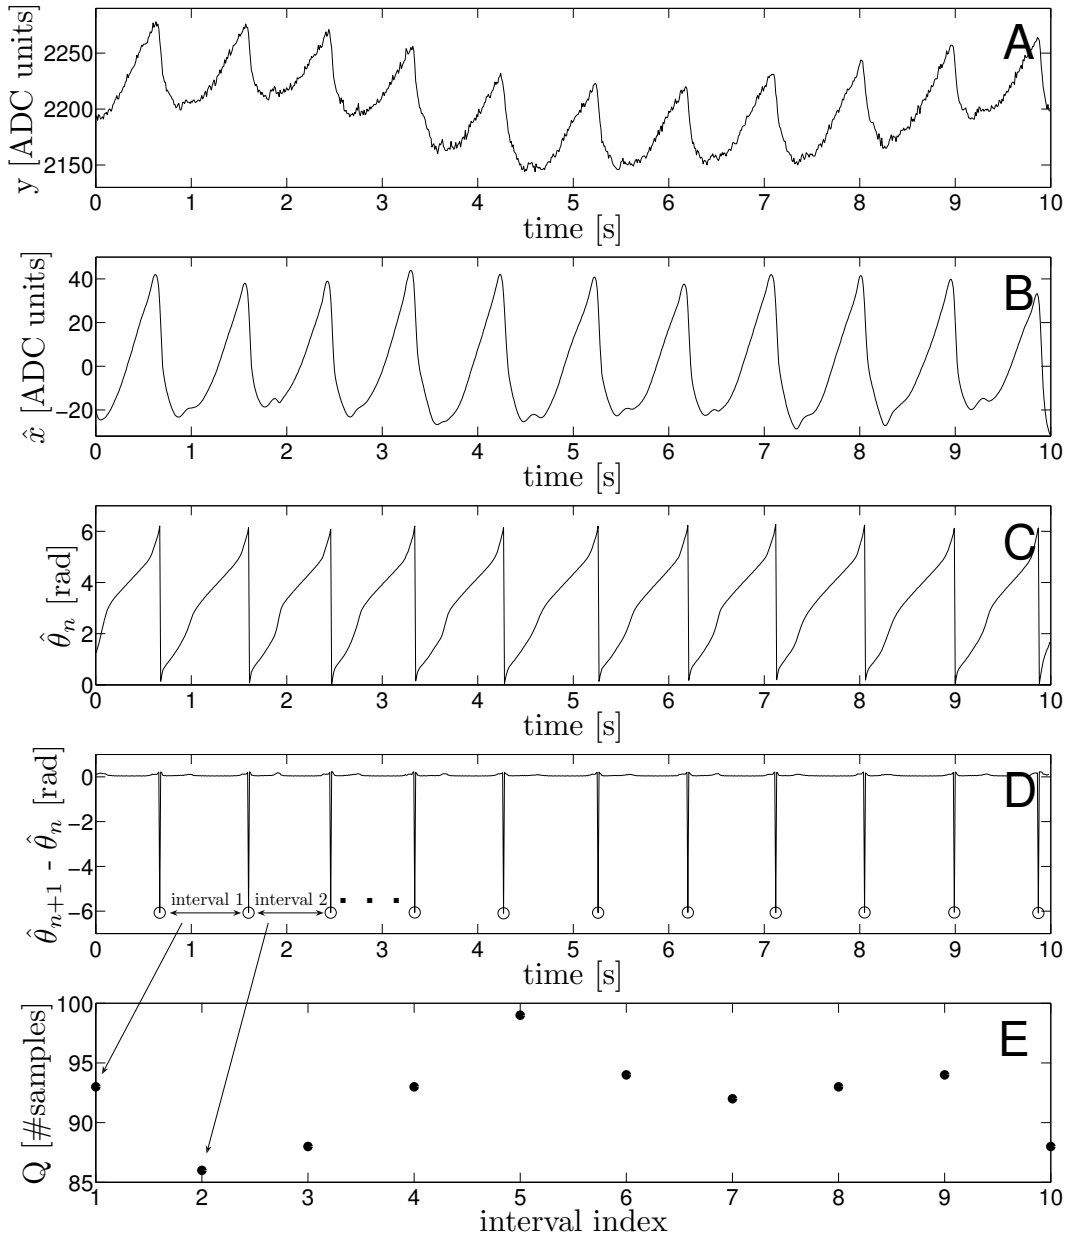 A
y [ADC units]
2250
2200
2150
0 1 2 3 4 5 6 7 8 9 10
time [s]
B
x̂ [ADC units]
40
20
0
−20
0 1 2 3 4 5 6 7 8 9 10
time [s]
C
θ̂n [rad]
6
4
2
0
0 1 2 3 4 5 6 7 8 9 10
time [s]
D
θ̂n+1 - θ̂n [rad]
0
−2
−4
−6
interval 1 interval 2
0 1 2 3 4 5 6 7 8 9 10
time [s]
E
Q [#samples]
100
95
90
85
1 2 3 4 5 6 7 8 9 10
interval index